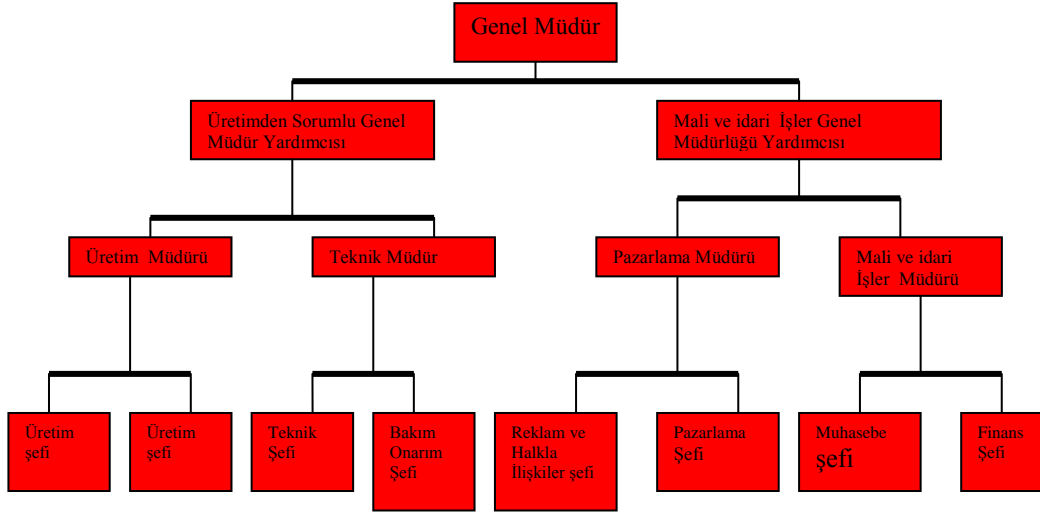 Genel Müdür
Üretimden Sorumlu Genel
Müdür Yardımcısı
Mali ve idari İşler Genel
Müdürlüğü Yardımcısı
Üretim Müdürü
Teknik Müdür
Pazarlama Müdürü
Mali ve idari
İşler Müdürü
Üretim
şefi
Üretim
şefi
Teknik
Şefi
Bakım
Onarım
Şefi
Reklam ve
Halkla
İlişkiler şefi
Pazarlama
Şefi
Muhasebe
şefi
Finans
Şefi